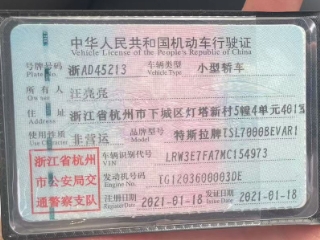 中华人民共和国机动车行驶证
Vehicle License of the People's Republic of China
号牌号码 浙AD45213 车辆类型 小型轿车
Plate No. Vehicle Type
所有人 汪亮亮
Owner
住址 浙江省杭州市下城区灯塔新村5幢4单元401室
Address
使用性质 非营运 品牌型号 特斯拉牌TSL7000BEVAR1
Use Character Model
浙江省杭州 车辆识别代号 LRW3E7FA7MC154973
VIN
市公安局交 发动机号码 TG1203600003DE
Engine No.
通警察支队 注册日期 2021-01-18 发证日期 2021-01-18
Register Date Issue Date